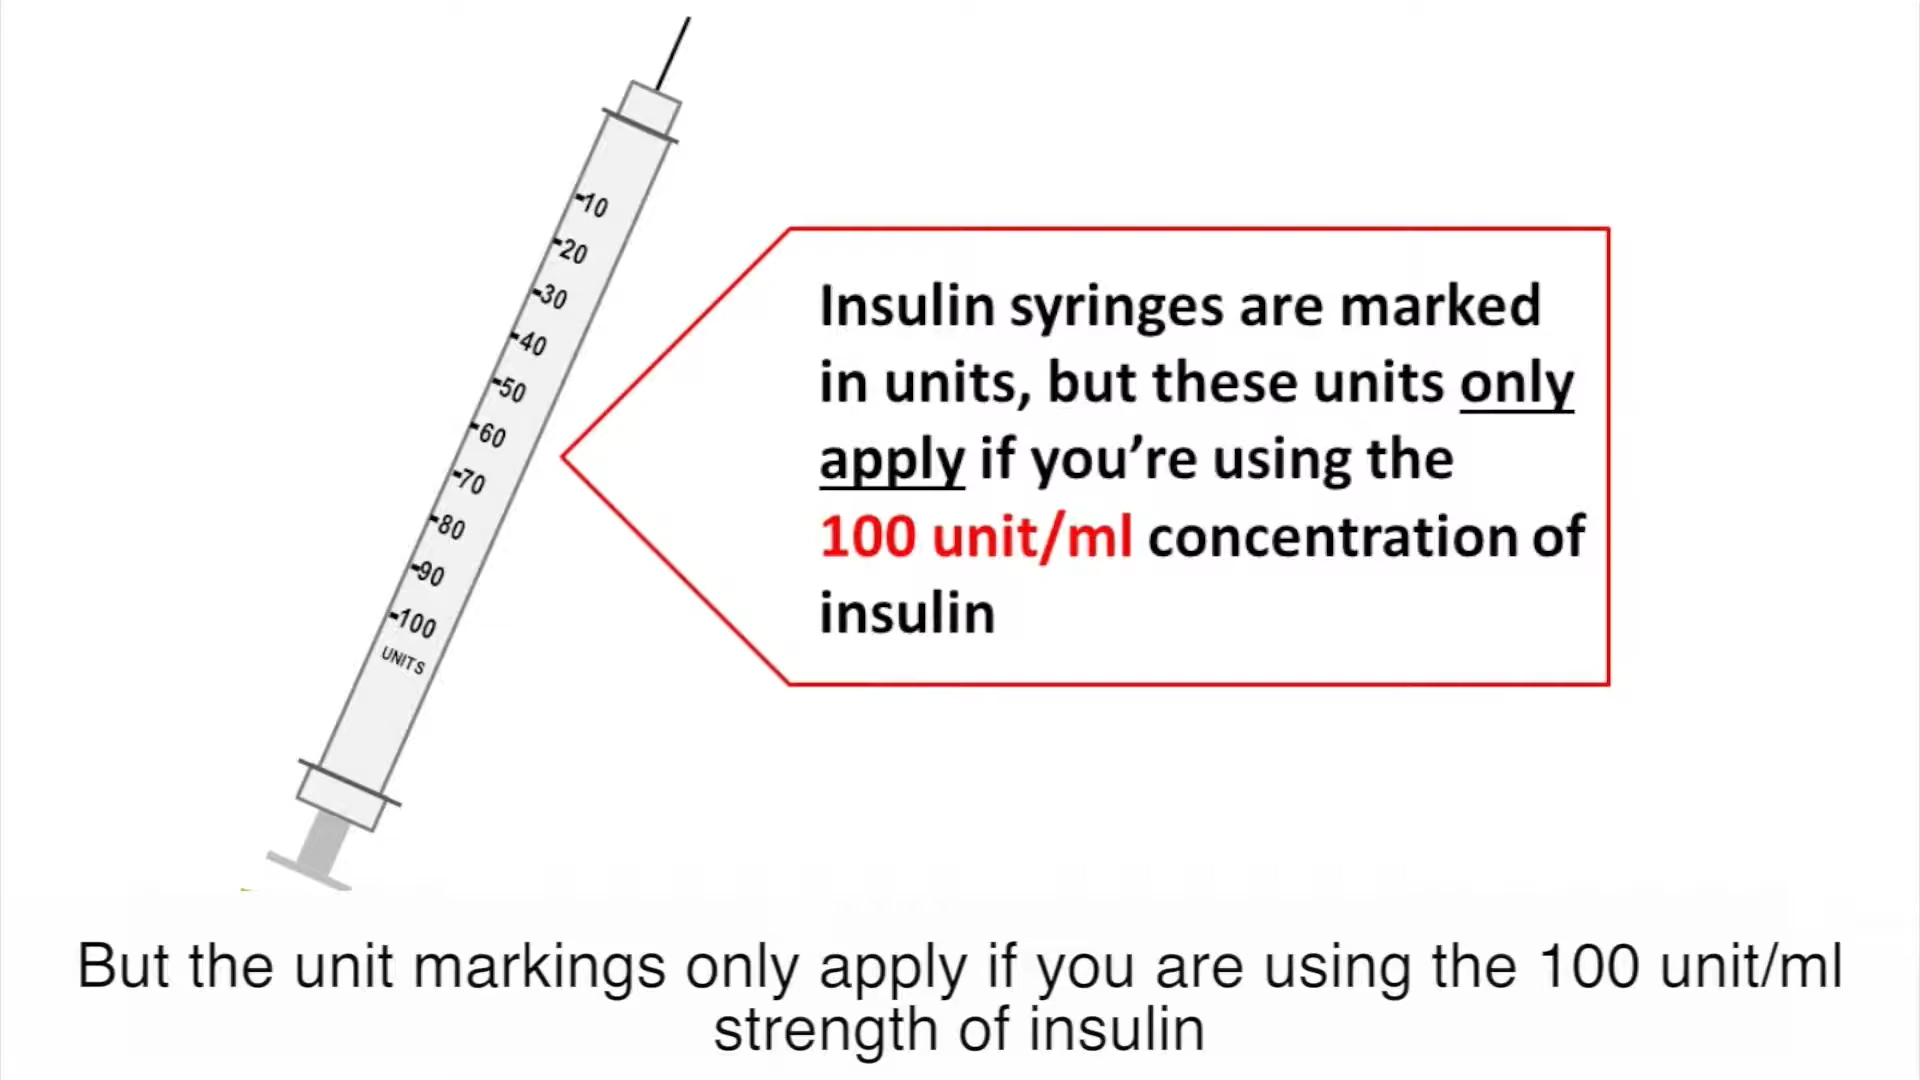 -10
-20
-30
-40
-50
-60
-70
-80
-90
-100
UNITS
Insulin syringes are marked
in units, but these units only
apply if you’re using the
100 unit/ml concentration of
insulin
But the unit markings only apply if you are using the 100 unit/ml
strength of insulin